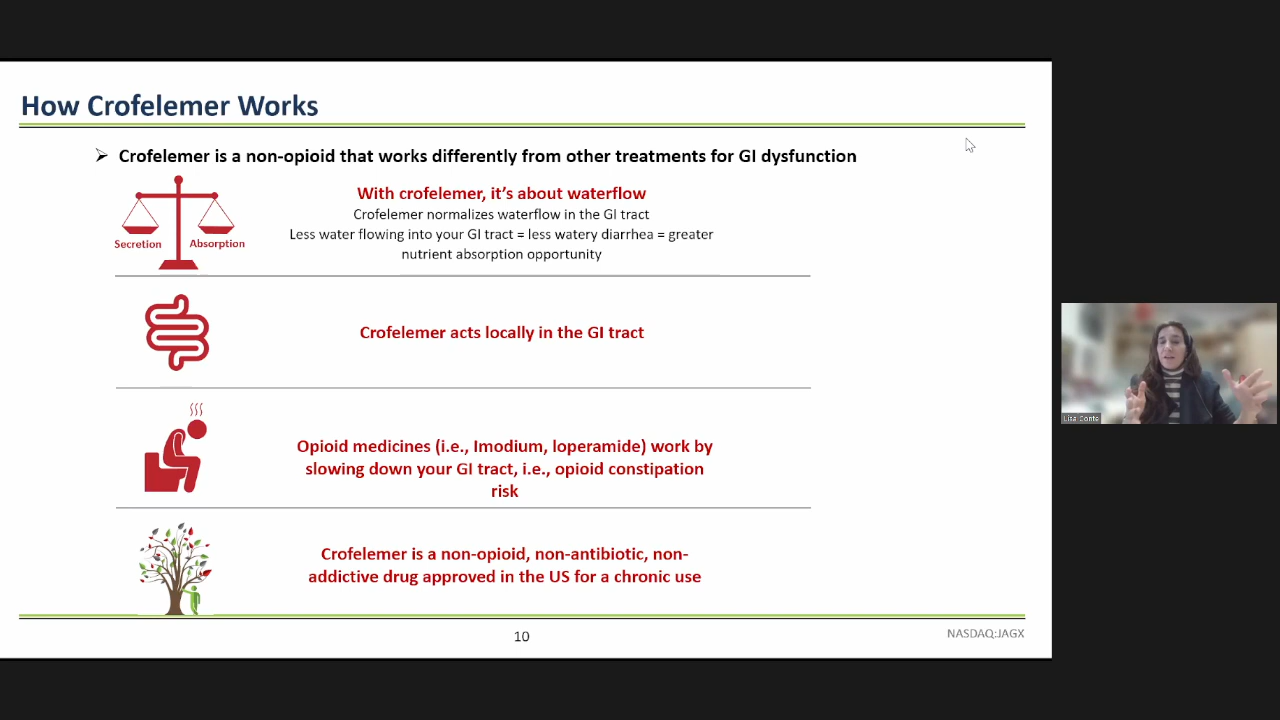 How Crofelemer Works
➢ Crofelemer is a non-opioid that works differently from other treatments for GI dysfunction
Secretion
Absorption
With crofelemer, it's about waterflow
Crofelemer normalizes waterflow in the GI tract
Less water flowing into your GI tract = less watery diarrhea = greater
nutrient absorption opportunity
Crofelemer acts locally in the GI tract
Opioid medicines (i.e., Imodium, loperamide) work by
slowing down your GI tract, i.e., opioid constipation
risk
Crofelemer is a non-opioid, non-antibiotic, non-
addictive drug approved in the US for a chronic use
10
NASDAQ:JAGX
Lisa Conte